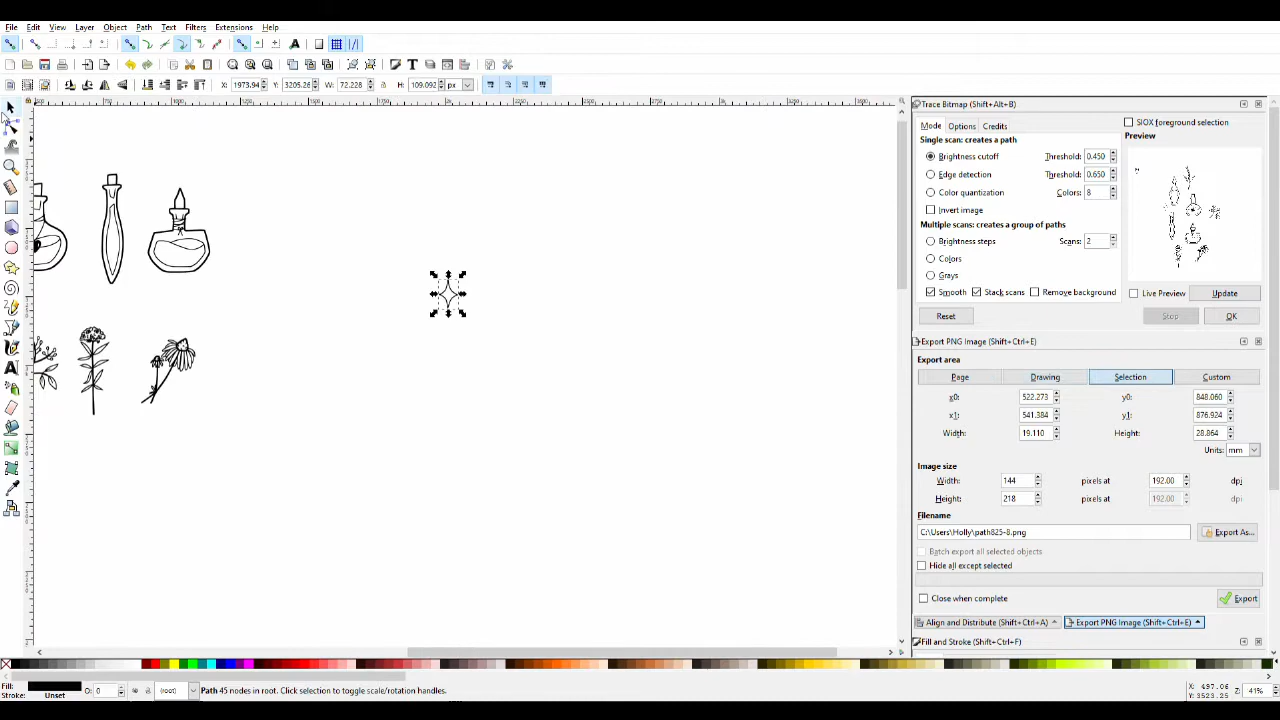 File Edit View Layer Object Path Text Filters Extensions Help
X: 1973.94 Y: 3205.26 W: 72.228 H: 109.092 px
Trace Bitmap (Shift+Alt+B)
Mode Options Credits
SIOX foreground selection
Preview
Single scan: creates a path
Brightness cutoff Threshold: 0.450
Edge detection Threshold: 0.650
Color quantization Colors: 8
Invert image
Multiple scans: creates a group of paths
Brightness steps Scans: 2
Colors
Grays
Smooth Stack scans Remove background
Live Preview Update
Reset Stop OK
Export PNG Image (Shift+Ctrl+E)
Export area
Page Drawing Selection Custom
x0: 522.273 y0: 848.060
x1: 541.384 y1: 876.924
Width: 19.110 Height: 28.864
Units: mm
Image size
Width: 144 pixels at 192.00 dpi
Height: 218 pixels at 192.00 dpi
Filename
C:\Users\Holly\path825-8.png Export As...
Batch export all selected objects
Hide all except selected
Close when complete Export
Align and Distribute (Shift+Ctrl+A) Export PNG Image (Shift+Ctrl+E)
Fill and Stroke (Shift+Ctrl+F)
Fill:
Stroke: Unset
O: 0 (root) Path 45 nodes in root. Click selection to toggle scale/rotation handles.
X: 497.06
Y: 3523.25
Z: 41%